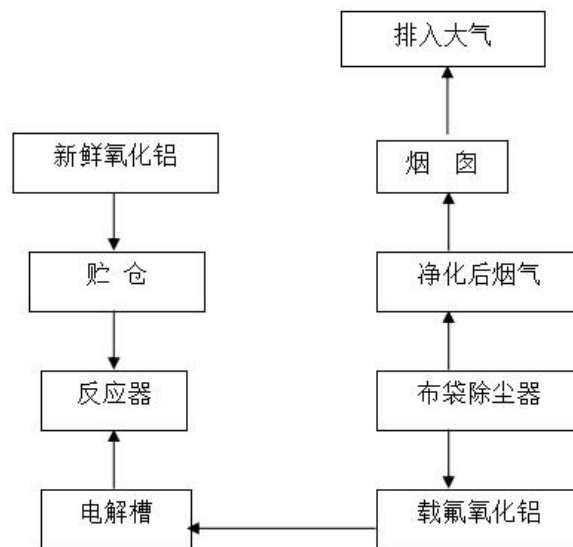 排入大气
新鲜氧化铝
烟 囱
贮 仓
净化后烟气
反应器
布袋除尘器
电解槽
载氟氧化铝